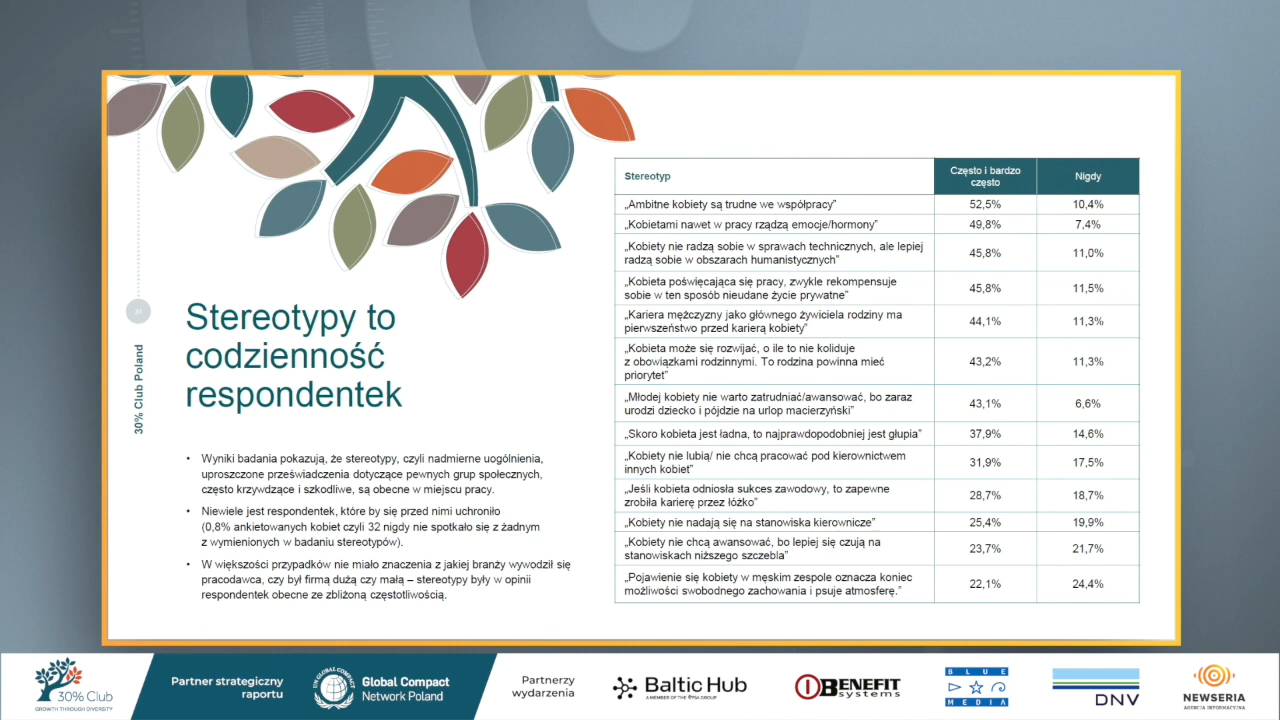 31
30% Club Poland
Stereotypy to
codzienność
respondentek
• Wyniki badania pokazują, że stereotypy, czyli nadmierne uogólnienia,
uproszczone przeświadczenia dotyczące pewnych grup społecznych,
często krzywdzące i szkodliwe, są obecne w miejscu pracy.
• Niewiele jest respondentek, które by się przed nimi uchroniło
(0,8% ankietowanych kobiet czyli 32 nigdy nie spotkało się z żadnym
z wymienionych w badaniu stereotypów).
• W większości przypadków nie miało znaczenia z jakiej branży wywodził się
pracodawca, czy był firmą dużą czy małą – stereotypy były w opinii
respondentek obecne ze zbliżoną częstotliwością.
Stereotyp Często i bardzo często Nigdy
„Ambitne kobiety są trudne we współpracy” 52,5% 10,4%
„Kobietami nawet w pracy rządzą emocje/hormony” 49,8% 7,4%
„Kobiety nie radzą sobie w sprawach technicznych, ale lepiej
radzą sobie w obszarach humanistycznych” 45,8% 11,0%
„Kobieta poświęcająca się pracy, zwykle rekompensuje
sobie w ten sposób nieudane życie prywatne” 45,8% 11,5%
„Kariera mężczyzny jako głównego żywiciela rodziny ma
pierwszeństwo przed karierą kobiety” 44,1% 11,3%
„Kobieta może się rozwijać, o ile to nie koliduje
z obowiązkami rodzinnymi. To rodzina powinna mieć
priorytet” 43,2% 11,3%
„Młodej kobiety nie warto zatrudniać/awansować, bo zaraz
urodzi dziecko i pójdzie na urlop macierzyński” 43,1% 6,6%
„Skoro kobieta jest ładna, to najprawdopodobniej jest głupia” 37,9% 14,6%
„Kobiety nie lubią/ nie chcą pracować pod kierownictwem
innych kobiet” 31,9% 17,5%
„Jeśli kobieta odniosła sukces zawodowy, to zapewne
zrobiła karierę przez łóżko” 28,7% 18,7%
„Kobiety nie nadają się na stanowiska kierownicze” 25,4% 19,9%
„Kobiety nie chcą awansować, bo lepiej się czują na
stanowiskach niższego szczebla” 23,7% 21,7%
„Pojawienie się kobiety w męskim zespole oznacza koniec
możliwości swobodnego zachowania i psuje atmosferę.” 22,1% 24,4%
30% Club
GROWTH THROUGH DIVERSITY
Partner strategiczny
raportu
UN GLOBAL COMPACT
Global Compact
Network Poland
Partnerzy
wydarzenia
Baltic Hub
A MEMBER OF THE PSA GROUP
BENEFIT
systems
BLUE
MEDIA
DNV
NEWSERIA
AGENCJA INFORMACYJNA